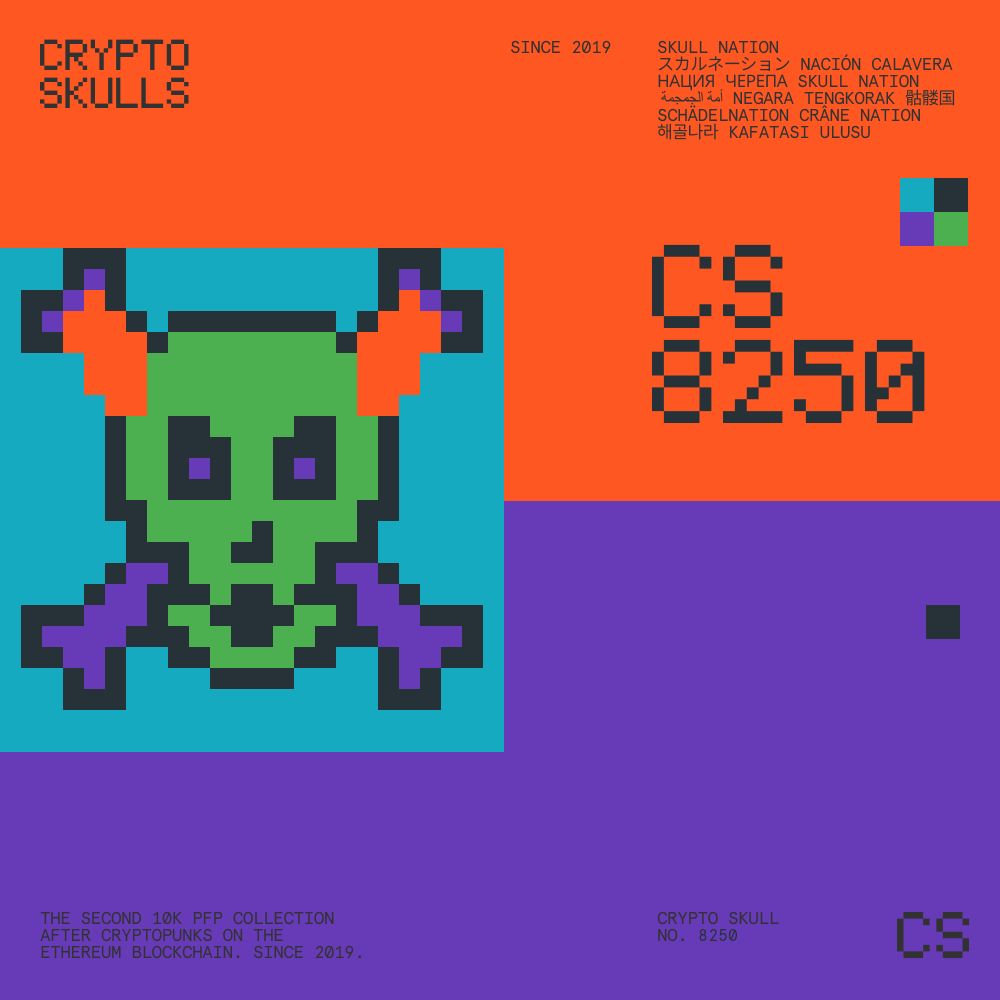 CRYPTO
SKULLS
SINCE 2019
SKULL NATION
スカルネーション NACIÓN CALAVERA
НАЦИЯ ЧЕРЕПА SKULL NATION
أمة الجمجمة NEGARA TENGKORAK 骷髅国
SCHÄDELNATION CRÂNE NATION
해골나라 KAFATASI ULUSU
CS
8250
THE SECOND 10K PFP COLLECTION
AFTER CRYPTOPUNKS ON THE
ETHEREUM BLOCKCHAIN. SINCE 2019.
CRYPTO SKULL
NO. 8250
CS